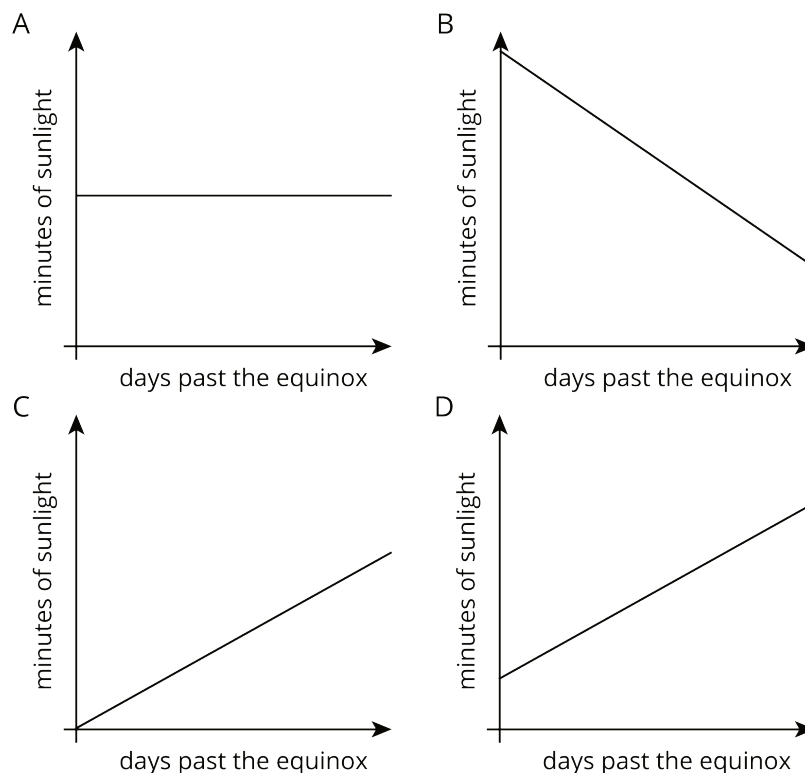 A
B
minutes of sunlight
minutes of sunlight
days past the equinox
days past the equinox
C
D
minutes of sunlight
minutes of sunlight
days past the equinox
days past the equinox